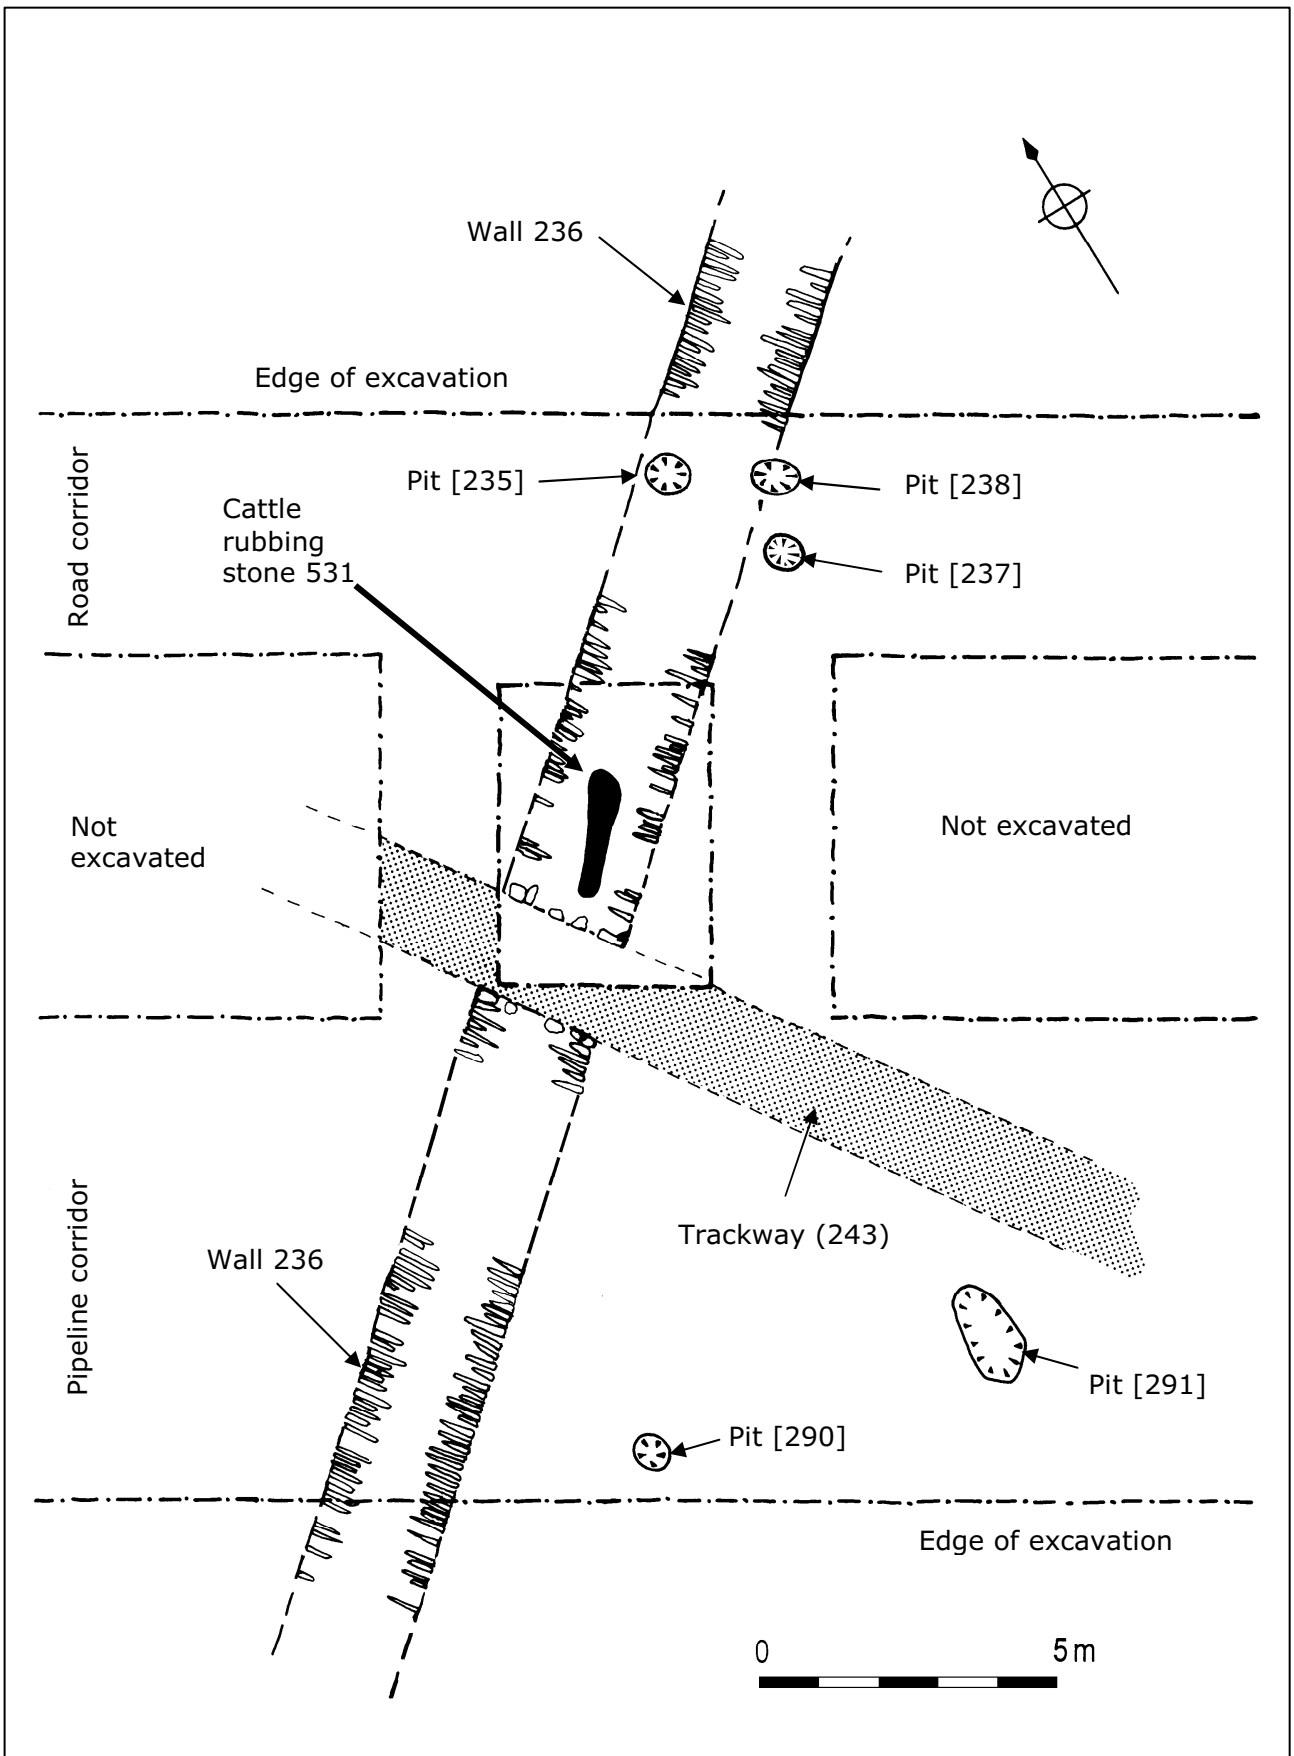 Wall 236
Edge of excavation
Road corridor
Pit [235]
Pit [238]
Cattle
rubbing
stone 531
Pit [237]
Not
excavated
Not excavated
Pipeline corridor
Trackway (243)
Wall 236
Pit [291]
Pit [290]
Edge of excavation
0 5m